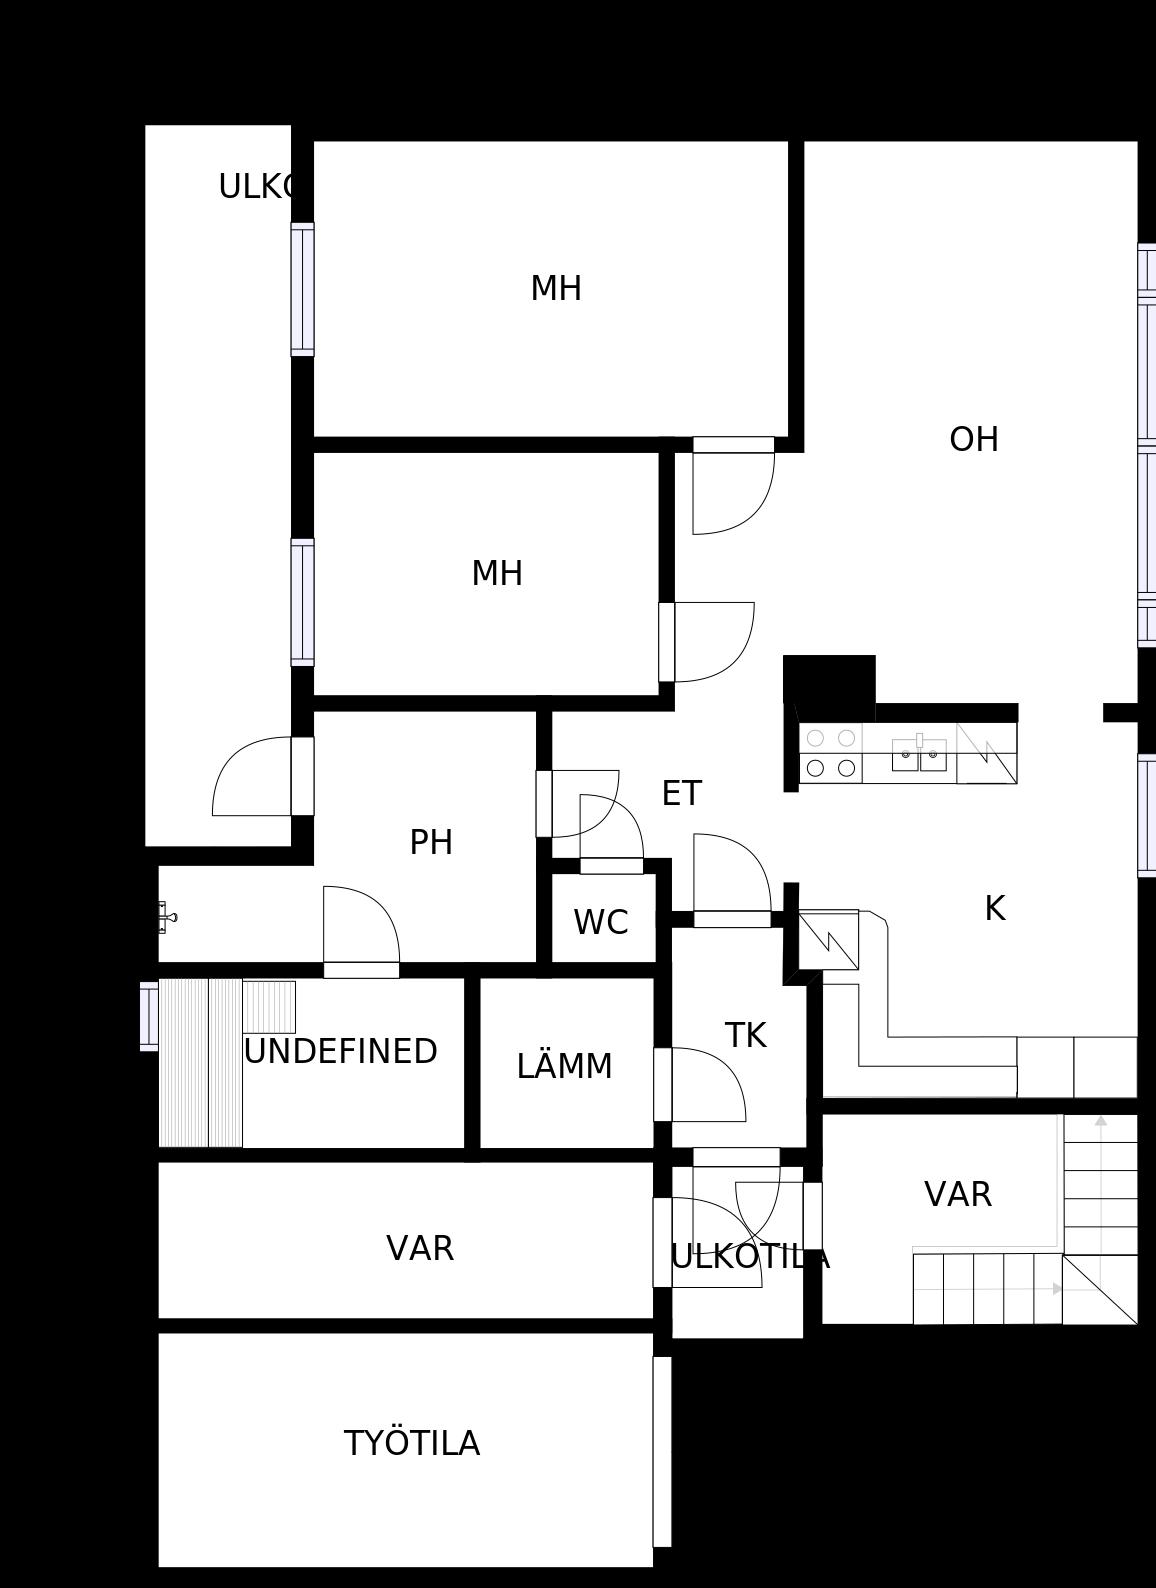 ULKO
MH
OH
MH
ET
PH
K
WC
TK
UNDEFINED
LÄMM
VAR
VAR
ULKOTILA
TYÖTILA